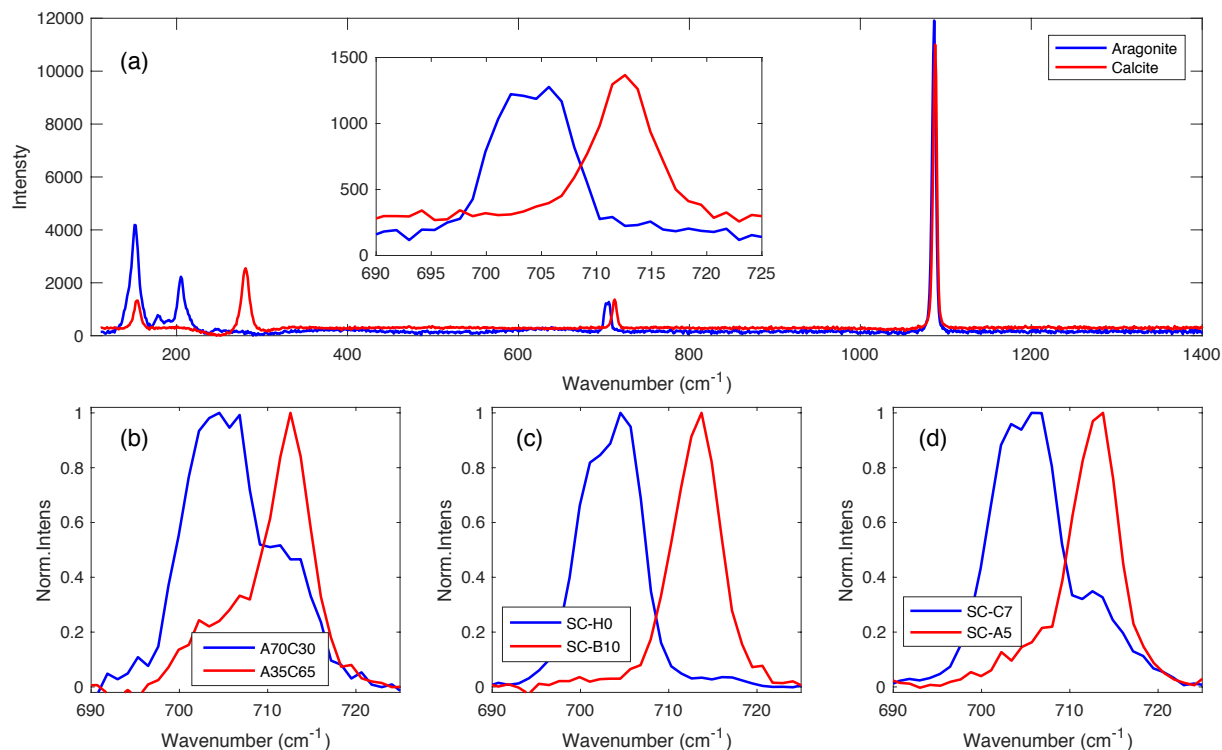 (a)
Intensty
12000
10000
8000
6000
4000
2000
0
200 400 600 800 1000 1200 1400
Wavenumber (cm-1)
Aragonite
Calcite
1500
1000
500
0
690 695 700 705 710 715 720 725
(b)
Norm.Intens
1
0.8
0.6
0.4
0.2
0
A70C30
A35C65
690 700 710 720
Wavenumber (cm-1)
(c)
Norm.Intens
1
0.8
0.6
0.4
0.2
0
SC-H0
SC-B10
690 700 710 720
Wavenumber (cm-1)
(d)
Norm.Intens
1
0.8
0.6
0.4
0.2
0
SC-C7
SC-A5
690 700 710 720
Wavenumber (cm-1)